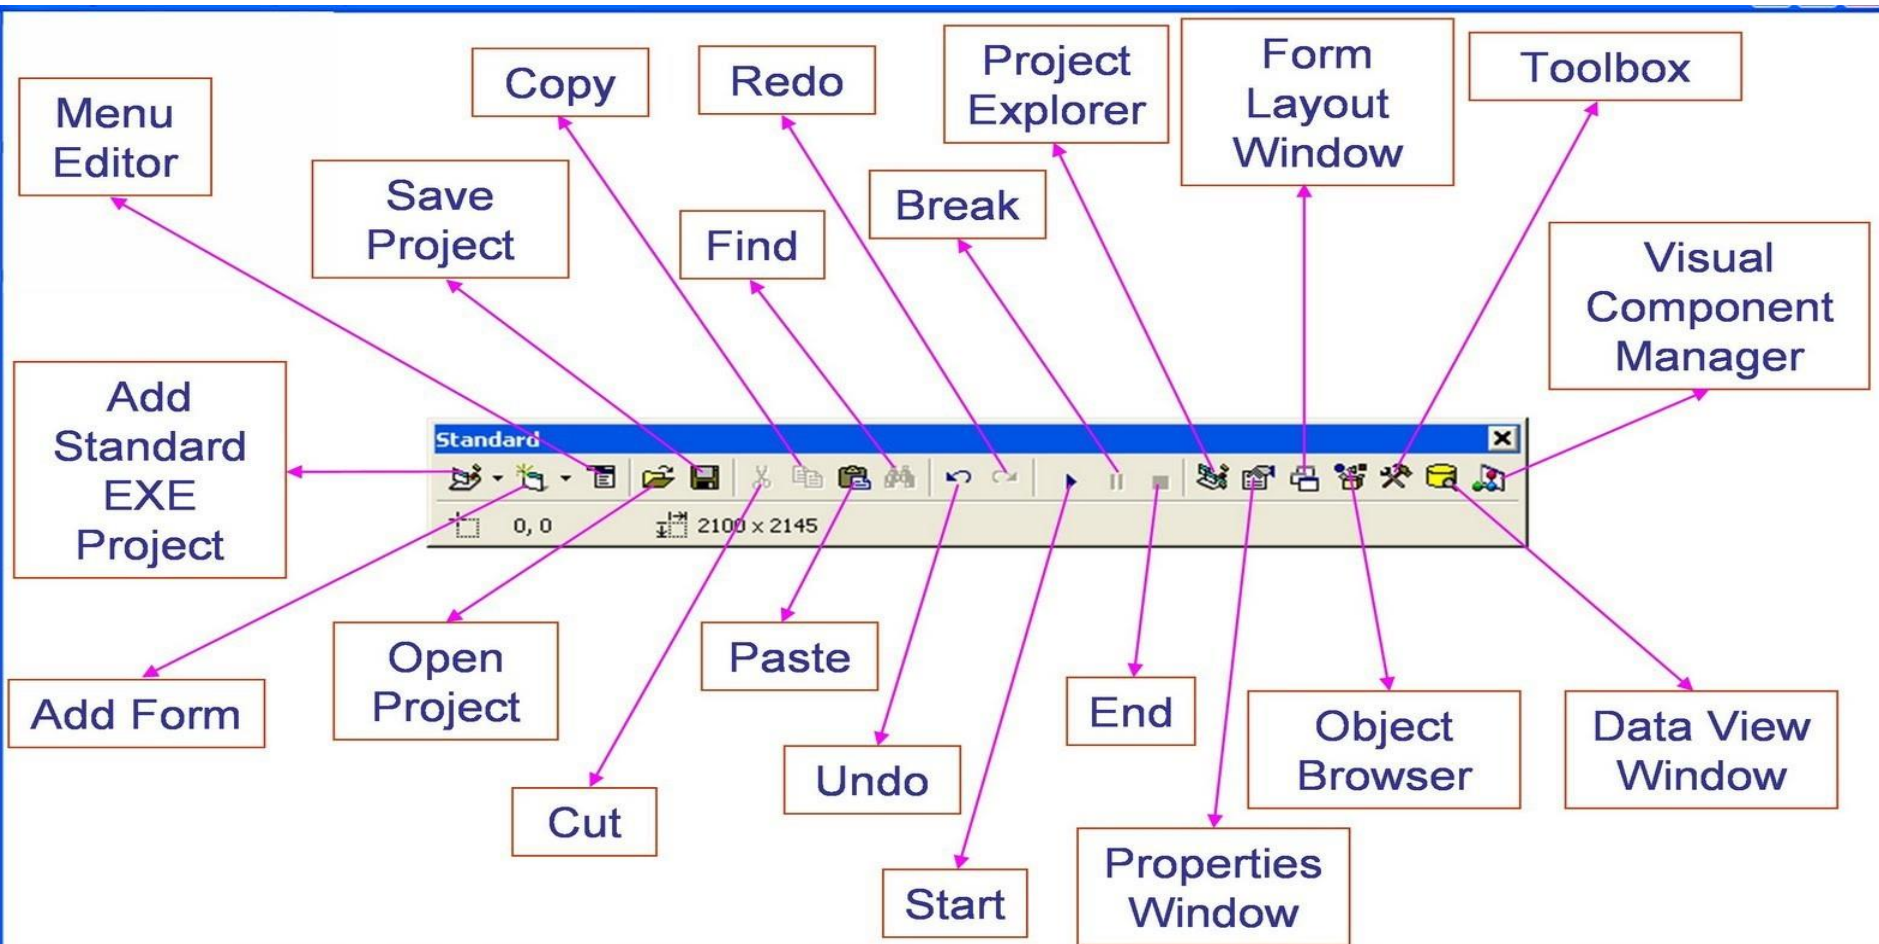 Menu
Editor
Copy
Redo
Project
Explorer
Form
Layout
Window
Toolbox
Save
Project
Find
Break
Visual
Component
Manager
Add
Standard
EXE
Project
Standard
0, 0
2100 x 2145
Add Form
Open
Project
Paste
Cut
Undo
Start
End
Properties
Window
Object
Browser
Data View
Window